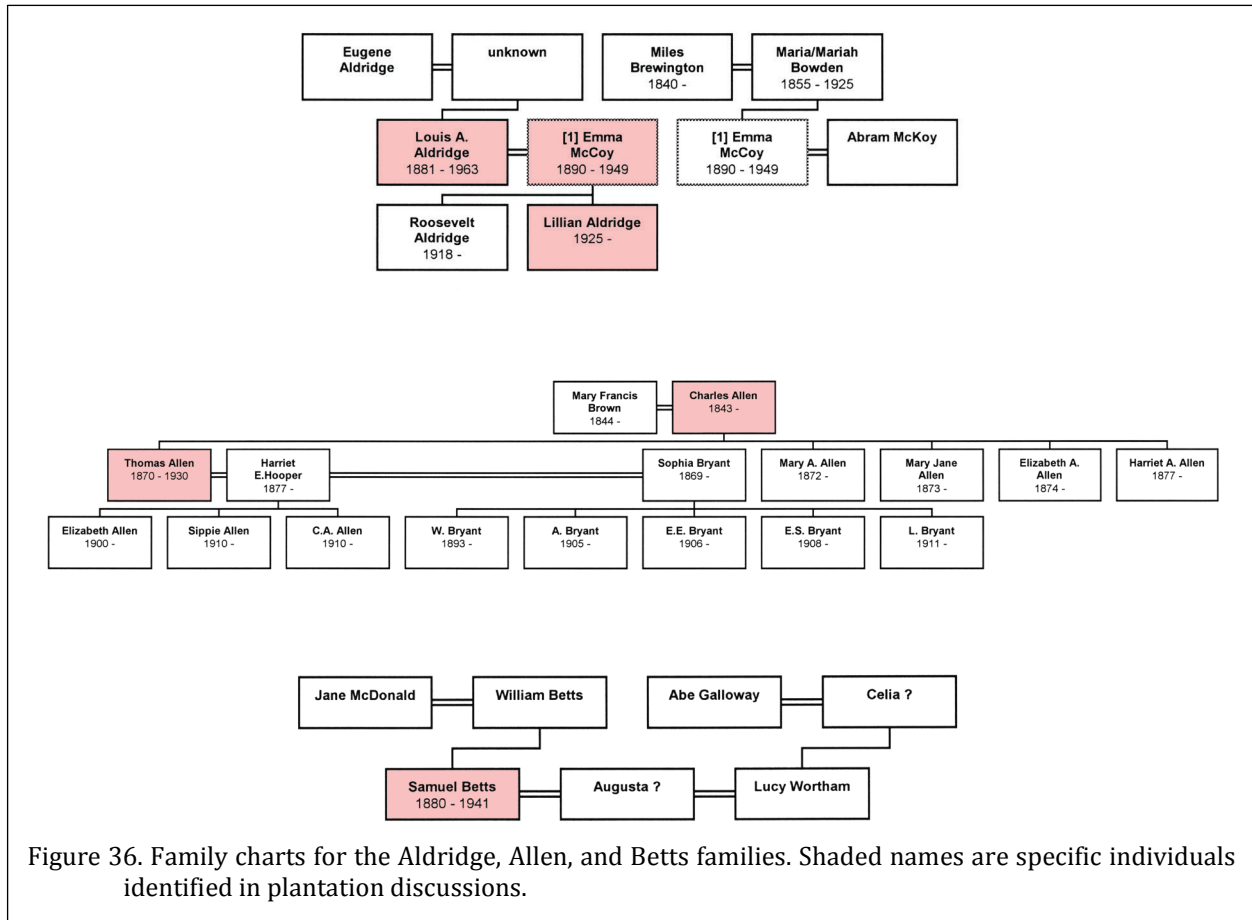 Eugene
Aldridge
unknown
Miles
Brewington
1840 -
Maria/Mariah
Bowden
1855 - 1925
Louis A.
Aldridge
1881 - 1963
[1] Emma
McCoy
1890 - 1949
[1] Emma
McCoy
1890 - 1949
Abram McKoy
Roosevelt
Aldridge
1918 -
Lillian Aldridge
1925 -
Mary Francis
Brown
1844 -
Charles Allen
1843 -
Thomas Allen
1870 - 1930
Harriet
E.Hooper
1877 -
Sophia Bryant
1869 -
Mary A. Allen
1872 -
Mary Jane
Allen
1873 -
Elizabeth A.
Allen
1874 -
Harriet A. Allen
1877 -
Elizabeth Allen
1900 -
Sippie Allen
1910 -
C.A. Allen
1910 -
W. Bryant
1893 -
A. Bryant
1905 -
E.E. Bryant
1906 -
E.S. Bryant
1908 -
L. Bryant
1911 -
Jane McDonald
William Betts
Abe Galloway
Celia ?
Samuel Betts
1880 - 1941
Augusta ?
Lucy Wortham
Figure 36. Family charts for the Aldridge, Allen, and Betts families. Shaded names are specific individuals
identified in plantation discussions.